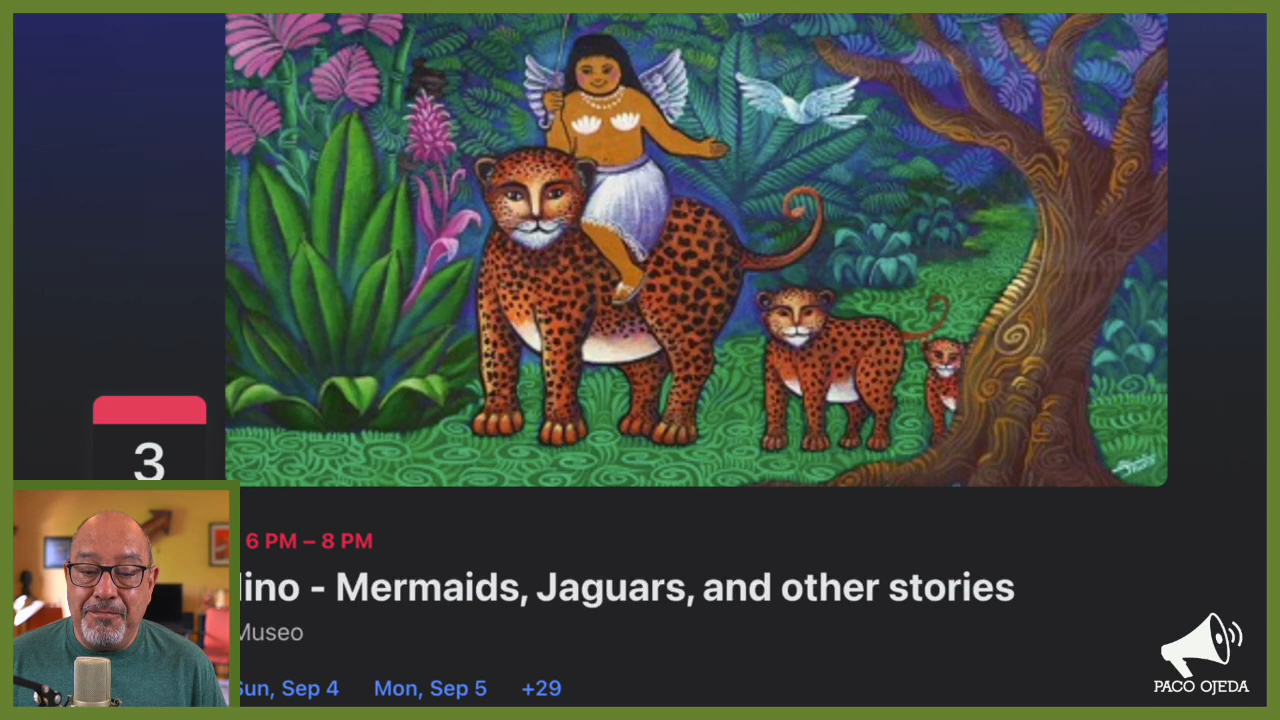 3
6 PM – 8 PM
lino - Mermaids, Jaguars, and other stories
Museo
Sun, Sep 4 Mon, Sep 5 +29
PACO OJEDA